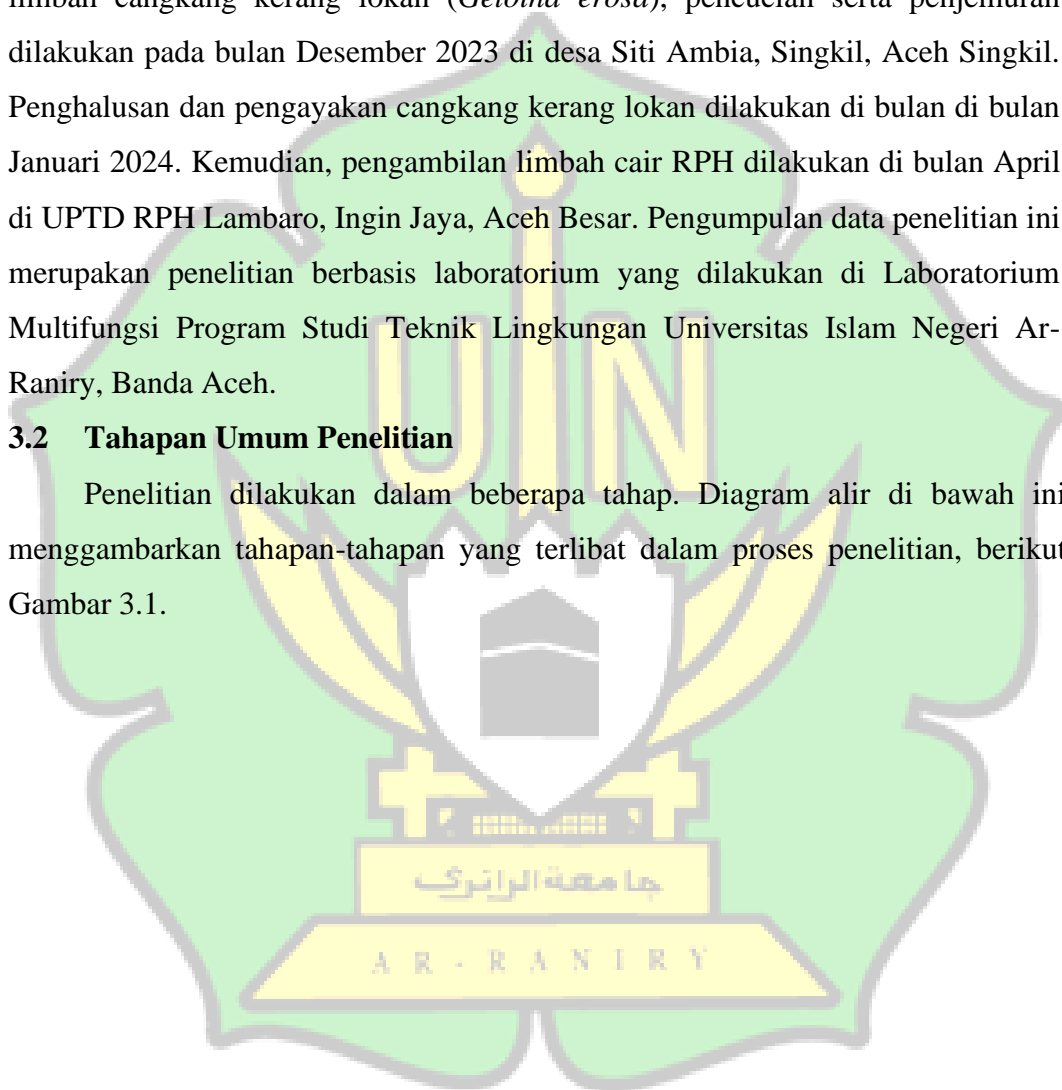 limbah cangkang kerang lokan (Geloina erosa), pencucian serta penjemuran
dilakukan pada bulan Desember 2023 di desa Siti Ambia, Singkil, Aceh Singkil.
Penghalusan dan pengayakan cangkang kerang lokan dilakukan di bulan di bulan
Januari 2024. Kemudian, pengambilan limbah cair RPH dilakukan di bulan April
di UPTD RPH Lambaro, Ingin Jaya, Aceh Besar. Pengumpulan data penelitian ini
merupakan penelitian berbasis laboratorium yang dilakukan di Laboratorium
Multifungsi Program Studi Teknik Lingkungan Universitas Islam Negeri Ar-
Raniry, Banda Aceh.
3.2 Tahapan Umum Penelitian
Penelitian dilakukan dalam beberapa tahap. Diagram alir di bawah ini
menggambarkan tahapan-tahapan yang terlibat dalam proses penelitian, berikut
Gambar 3.1.
UIN
جامعة الرانري
AR-RANIRY